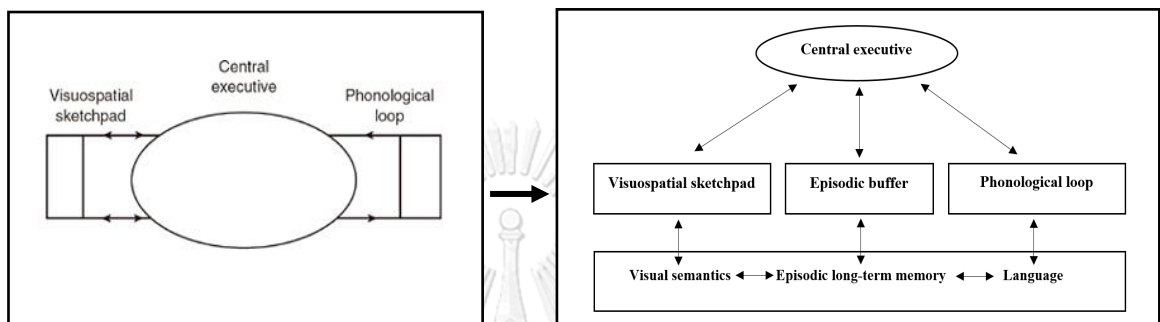 Central
executive
Visuospatial
sketchpad
Phonological
loop
Central executive
Visuospatial sketchpad
Episodic buffer
Phonological loop
Visual semantics
Episodic long-term memory
Language